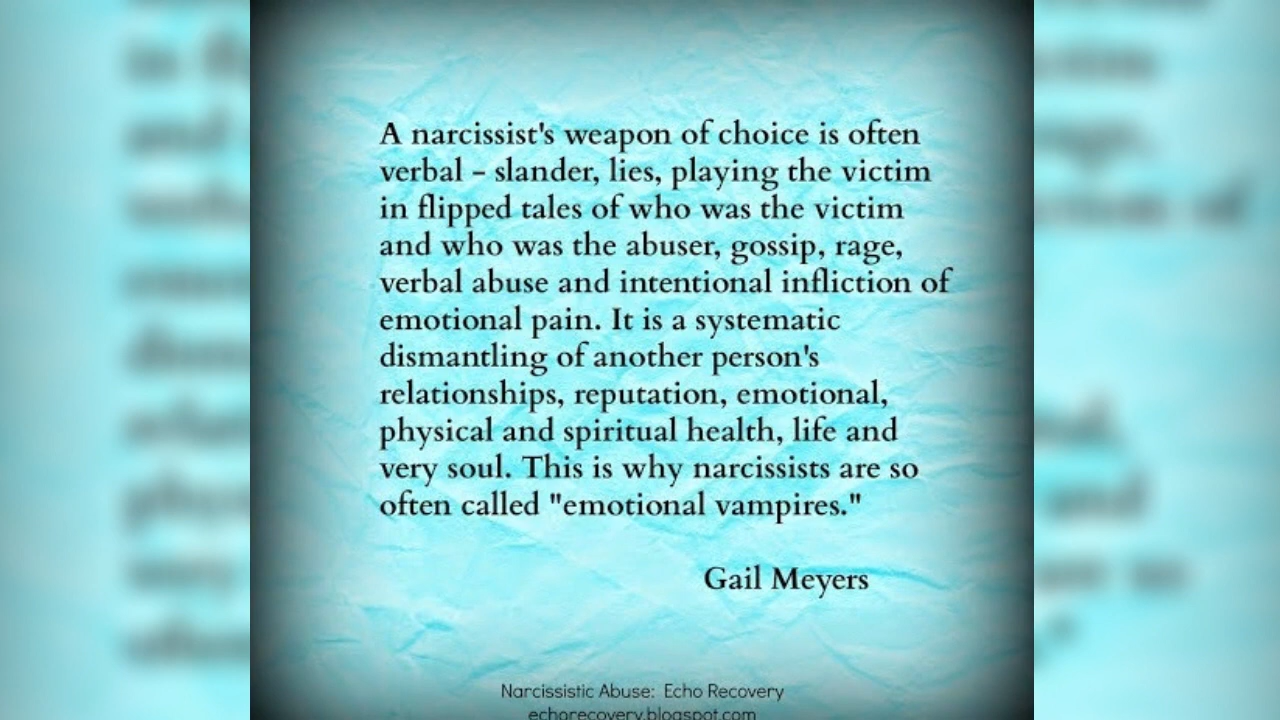 A narcissist's weapon of choice is often
verbal - slander, lies, playing the victim
in flipped tales of who was the victim
and who was the abuser, gossip, rage,
verbal abuse and intentional infliction of
emotional pain. It is a systematic
dismantling of another person's
relationships, reputation, emotional,
physical and spiritual health, life and
very soul. This is why narcissists are so
often called "emotional vampires."
Gail Meyers
Narcissistic Abuse: Echo Recovery
echorecovery.blogspot.com